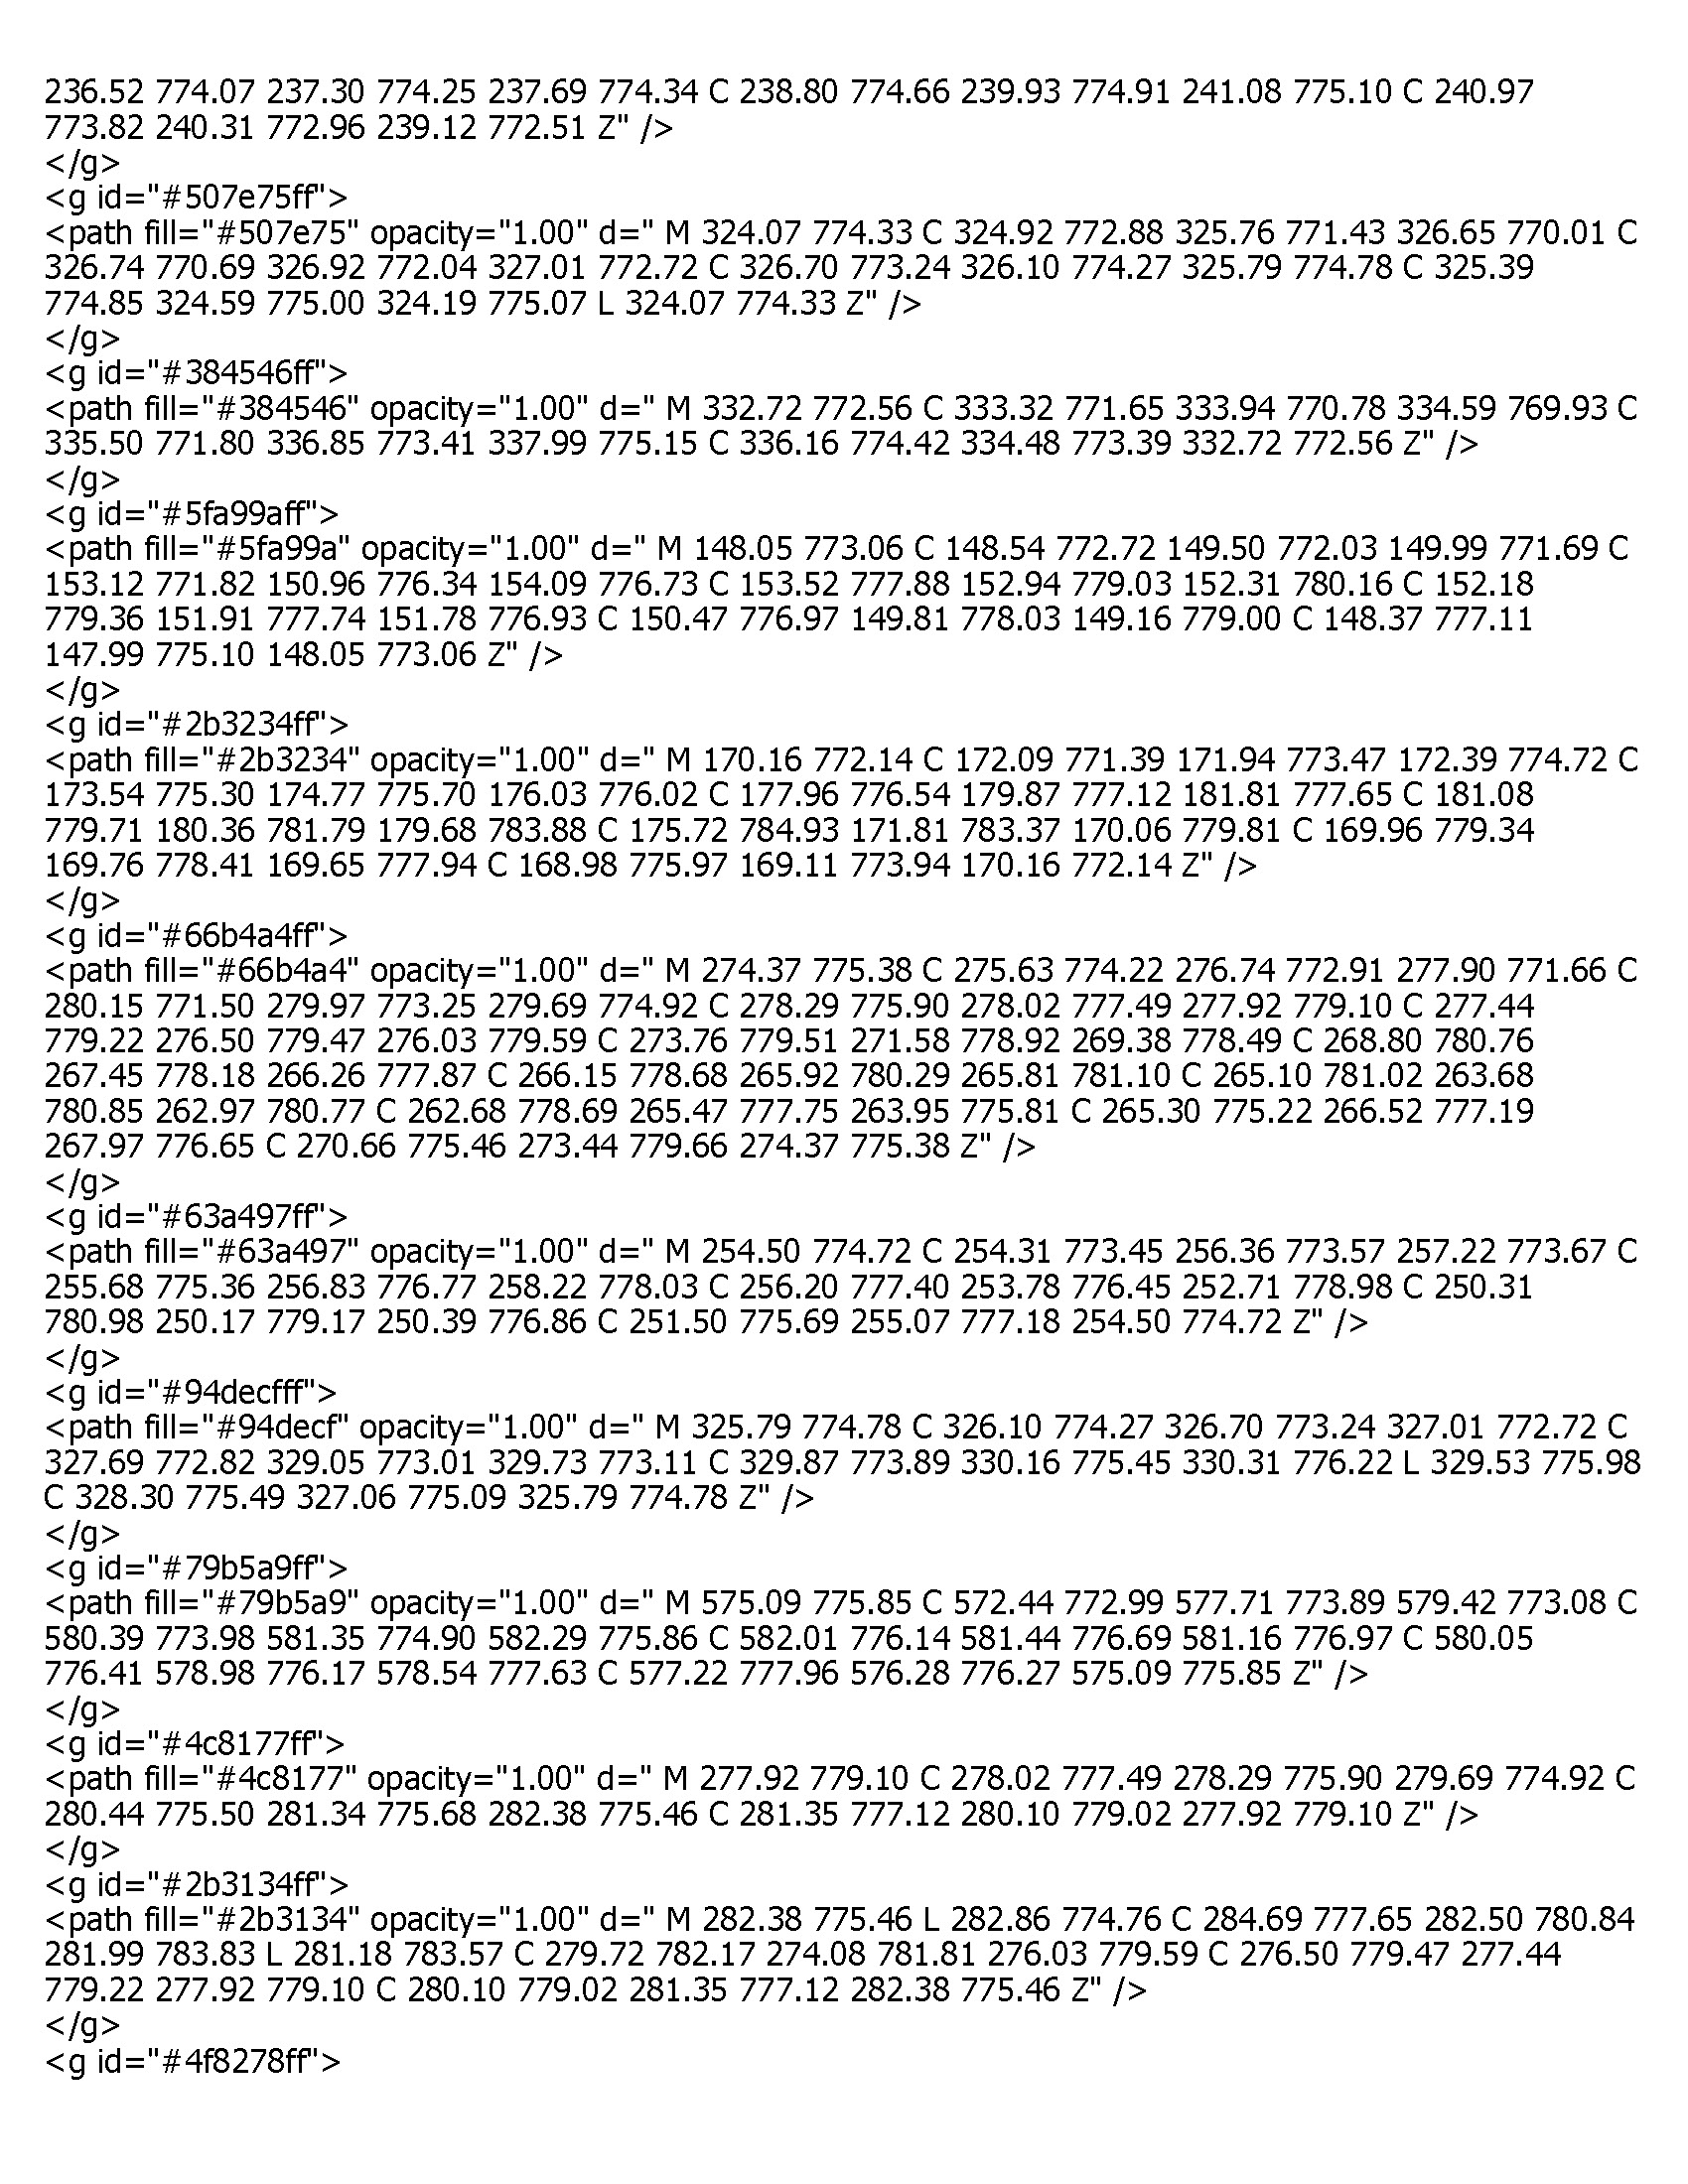 236.52 774.07 237.30 774.25 237.69 774.34 C 238.80 774.66 239.93 774.91 241.08 775.10 C 240.97
773.82 240.31 772.96 239.12 772.51 Z" />
</g>
<g id="#507e75ff">
<path fill="#507e75" opacity="1.00" d=" M 324.07 774.33 C 324.92 772.88 325.76 771.43 326.65 770.01 C
326.74 770.69 326.92 772.04 327.01 772.72 C 326.70 773.24 326.10 774.27 325.79 774.78 C 325.39
774.85 324.59 775.00 324.19 775.07 L 324.07 774.33 Z" />
</g>
<g id="#384546ff">
<path fill="#384546" opacity="1.00" d=" M 332.72 772.56 C 333.32 771.65 333.94 770.78 334.59 769.93 C
335.50 771.80 336.85 773.41 337.99 775.15 C 336.16 774.42 334.48 773.39 332.72 772.56 Z" />
</g>
<g id="#5fa99aff">
<path fill="#5fa99a" opacity="1.00" d=" M 148.05 773.06 C 148.54 772.72 149.50 772.03 149.99 771.69 C
153.12 771.82 150.96 776.34 154.09 776.73 C 153.52 777.88 152.94 779.03 152.31 780.16 C 152.18
779.36 151.91 777.74 151.78 776.93 C 150.47 776.97 149.81 778.03 149.16 779.00 C 148.37 777.11
147.99 775.10 148.05 773.06 Z" />
</g>
<g id="#2b3234ff">
<path fill="#2b3234" opacity="1.00" d=" M 170.16 772.14 C 172.09 771.39 171.94 773.47 172.39 774.72 C
173.54 775.30 174.77 775.70 176.03 776.02 C 177.96 776.54 179.87 777.12 181.81 777.65 C 181.08
779.71 180.36 781.79 179.68 783.88 C 175.72 784.93 171.81 783.37 170.06 779.81 C 169.96 779.34
169.76 778.41 169.65 777.94 C 168.98 775.97 169.11 773.94 170.16 772.14 Z" />
</g>
<g id="#66b4a4ff">
<path fill="#66b4a4" opacity="1.00" d=" M 274.37 775.38 C 275.63 774.22 276.74 772.91 277.90 771.66 C
280.15 771.50 279.97 773.25 279.69 774.92 C 278.29 775.90 278.02 777.49 277.92 779.10 C 277.44
779.22 276.50 779.47 276.03 779.59 C 273.76 779.51 271.58 778.92 269.38 778.49 C 268.80 780.76
267.45 778.18 266.26 777.87 C 266.15 778.68 265.92 780.29 265.81 781.10 C 265.10 781.02 263.68
780.85 262.97 780.77 C 262.68 778.69 265.47 777.75 263.95 775.81 C 265.30 775.22 266.52 777.19
267.97 776.65 C 270.66 775.46 273.44 779.66 274.37 775.38 Z" />
</g>
<g id="#63a497ff">
<path fill="#63a497" opacity="1.00" d=" M 254.50 774.72 C 254.31 773.45 256.36 773.57 257.22 773.67 C
255.68 775.36 256.83 776.77 258.22 778.03 C 256.20 777.40 253.78 776.45 252.71 778.98 C 250.31
780.98 250.17 779.17 250.39 776.86 C 251.50 775.69 255.07 777.18 254.50 774.72 Z" />
</g>
<g id="#94decfff">
<path fill="#94decf" opacity="1.00" d=" M 325.79 774.78 C 326.10 774.27 326.70 773.24 327.01 772.72 C
327.69 772.82 329.05 773.01 329.73 773.11 C 329.87 773.89 330.16 775.45 330.31 776.22 L 329.53 775.98
C 328.30 775.49 327.06 775.09 325.79 774.78 Z" />
</g>
<g id="#79b5a9ff">
<path fill="#79b5a9" opacity="1.00" d=" M 575.09 775.85 C 572.44 772.99 577.71 773.89 579.42 773.08 C
580.39 773.98 581.35 774.90 582.29 775.86 C 582.01 776.14 581.44 776.69 581.16 776.97 C 580.05
776.41 578.98 776.17 578.54 777.63 C 577.22 777.96 576.28 776.27 575.09 775.85 Z" />
</g>
<g id="#4c8177ff">
<path fill="#4c8177" opacity="1.00" d=" M 277.92 779.10 C 278.02 777.49 278.29 775.90 279.69 774.92 C
280.44 775.50 281.34 775.68 282.38 775.46 C 281.35 777.12 280.10 779.02 277.92 779.10 Z" />
</g>
<g id="#2b3134ff">
<path fill="#2b3134" opacity="1.00" d=" M 282.38 775.46 L 282.86 774.76 C 284.69 777.65 282.50 780.84
281.99 783.83 L 281.18 783.57 C 279.72 782.17 274.08 781.81 276.03 779.59 C 276.50 779.47 277.44
779.22 277.92 779.10 C 280.10 779.02 281.35 777.12 282.38 775.46 Z" />
</g>
<g id="#4f8278ff">